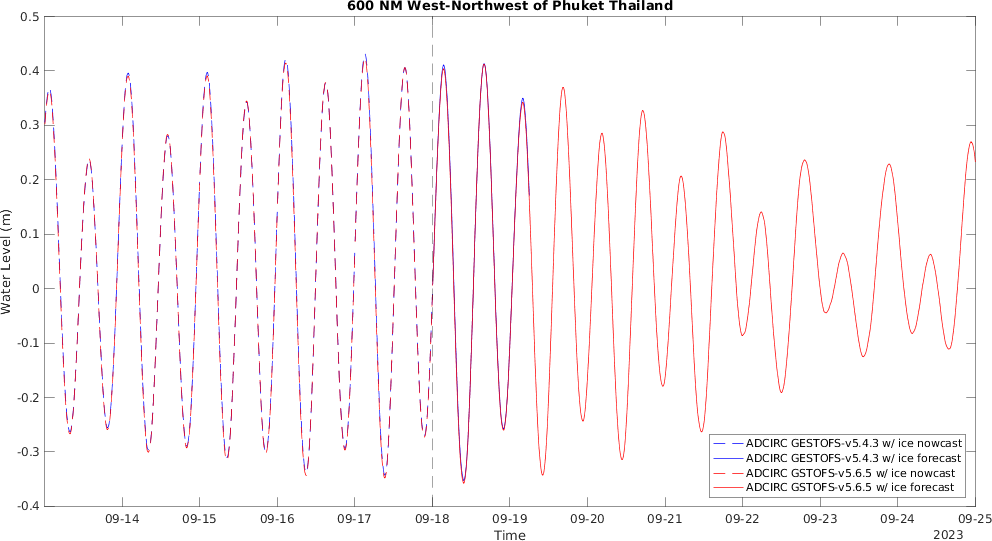 600 NM West-Northwest of Phuket Thailand
0.5
0.4
0.3
0.2
0.1
0
-0.1
-0.2
-0.3
-0.4
Water Level (m)
ADCIRC GESTOFS-v5.4.3 w/ ice nowcast
ADCIRC GESTOFS-v5.4.3 w/ ice forecast
ADCIRC GSTOFS-v5.6.5 w/ ice nowcast
ADCIRC GSTOFS-v5.6.5 w/ ice forecast
09-14 09-15 09-16 09-17 09-18 09-19 09-20 09-21 09-22 09-23 09-24 09-25
Time
2023